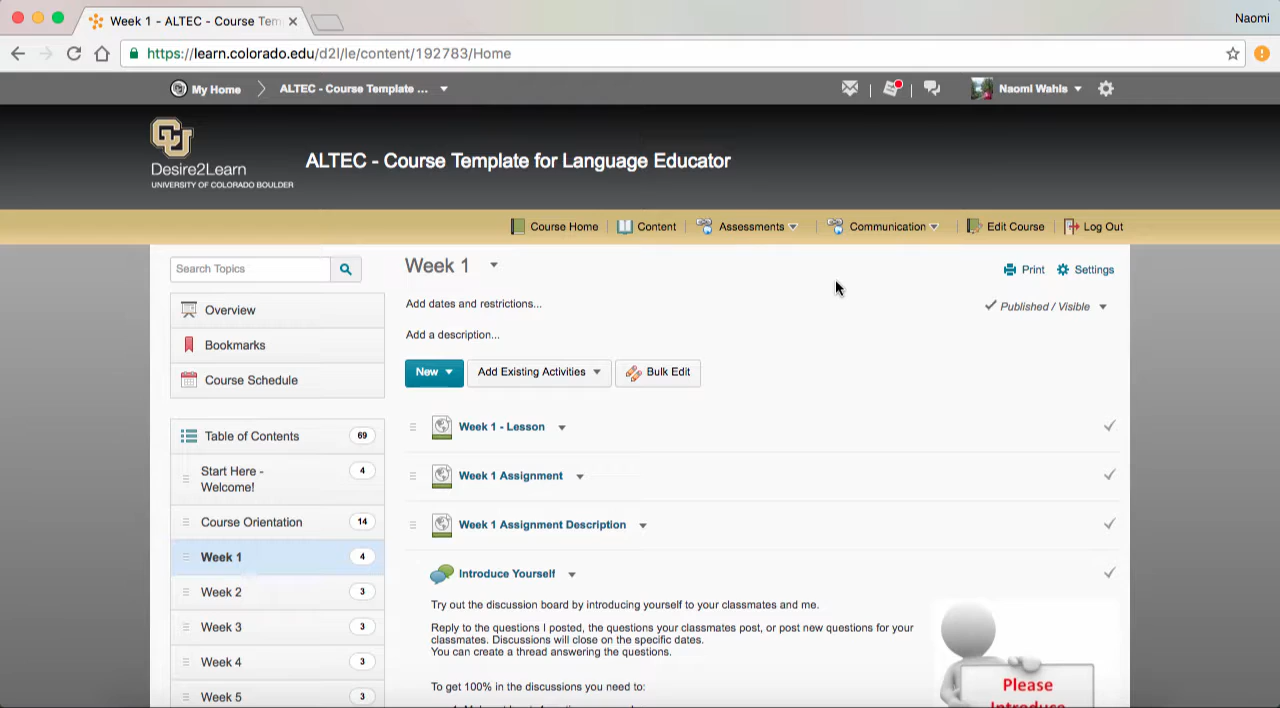 Week 1 - ALTEC - Course Tem
Naomi
https://learn.colorado.edu/d2l/le/content/192783/Home
My Home
ALTEC - Course Template ...
Naomi Wahls
CU
Desire2Learn
UNIVERSITY OF COLORADO BOULDER
ALTEC - Course Template for Language Educator
Course Home
Content
Assessments
Communication
Edit Course
Log Out
Search Topics
Overview
Bookmarks
Course Schedule
Table of Contents 69
Start Here - 4
Welcome!
Course Orientation 14
Week 1 4
Week 2 3
Week 3 3
Week 4 3
Week 5 3
Week 1
Print
Settings
Add dates and restrictions...
Published / Visible
Add a description...
New
Add Existing Activities
Bulk Edit
Week 1 - Lesson
Week 1 Assignment
Week 1 Assignment Description
Introduce Yourself
Try out the discussion board by introducing yourself to your classmates and me.
Reply to the questions I posted, the questions your classmates post, or post new questions for your
classmates. Discussions will close on the specific dates.
You can create a thread answering the questions.
To get 100% in the discussions you need to:
Please
Introduce